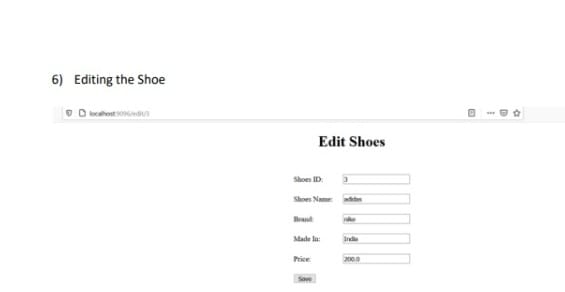 6) Editing the Shoe
localhost:9096/edit/3
Edit Shoes
Shoes ID: 3
Shoes Name: adidas
Brand: nike
Made In: India
Price: 200.0
Save